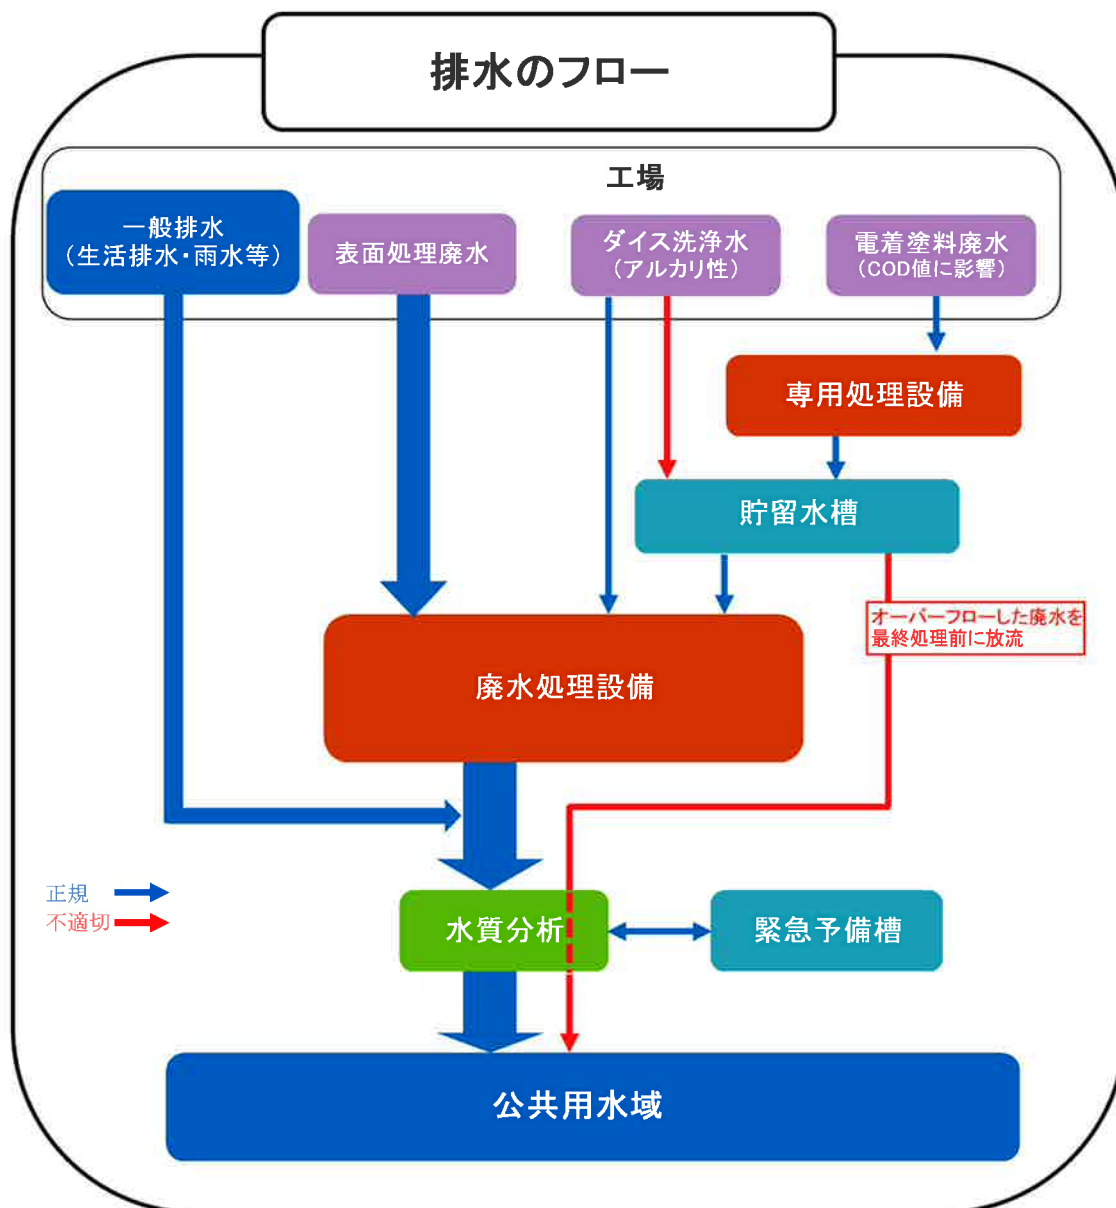 排水のフロー
工場
一般排水
（生活排水・雨水等）
表面処理廃水
ダイス洗浄水
（アルカリ性）
電着塗料廃水
（COD値に影響）
専用処理設備
貯留水槽
オーバーフローした廃水を
最終処理前に放流
廃水処理設備
正規
不適切
水質分析
緊急予備槽
公共用水域